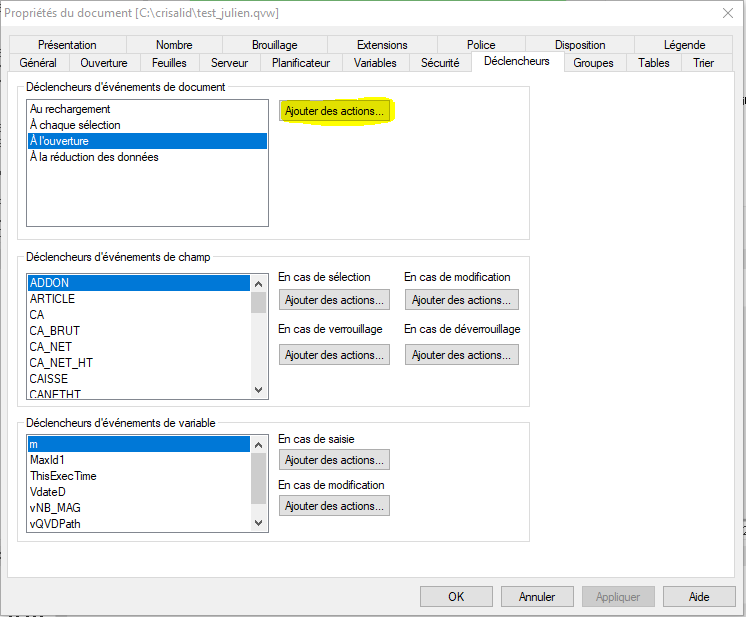 Propriétés du document [C:\crisalid\test_julien.qvw]
Présentation Nombre Brouillage Extensions Police Disposition Légende
Général Ouverture Feuilles Serveur Planificateur Variables Sécurité Déclencheurs Groupes Tables Trier
Déclencheurs d'événements de document
Au rechargement
À chaque sélection
À l'ouverture
À la réduction des données
Ajouter des actions...
Déclencheurs d'événements de champ
ADDON
ARTICLE
CA
CA_BRUT
CA_NET
CA_NET_HT
CAISSE
CANETHT
En cas de sélection En cas de modification
Ajouter des actions... Ajouter des actions...
En cas de verrouillage En cas de déverrouillage
Ajouter des actions... Ajouter des actions...
Déclencheurs d'événements de variable
m
MaxId1
ThisExecTime
VdateD
vNB_MAG
vQVDPath
En cas de saisie
Ajouter des actions...
En cas de modification
Ajouter des actions...
OK Annuler Appliquer Aide